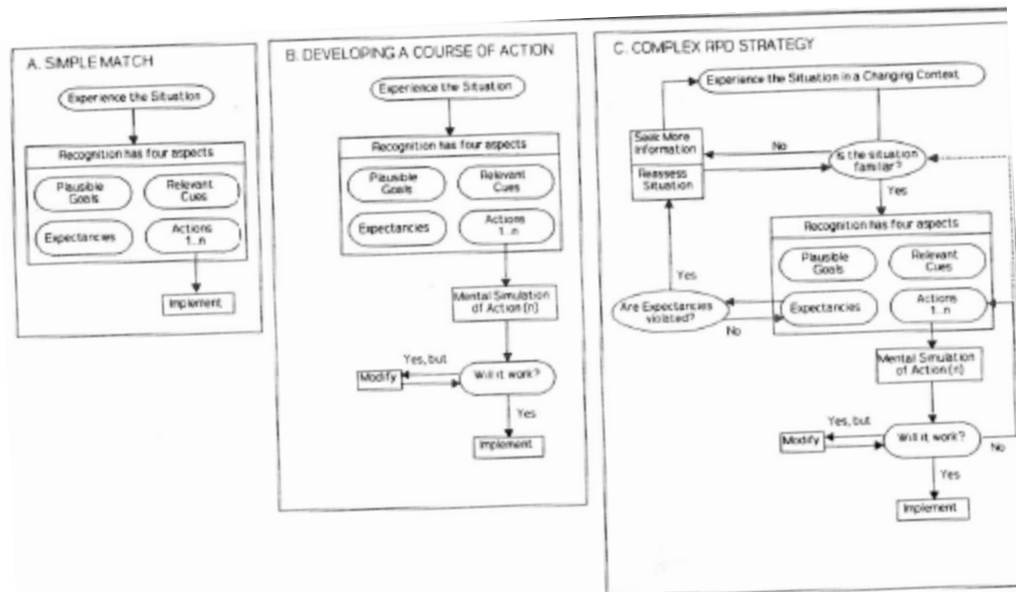 A. SIMPLE MATCH
Experience the Situation
Recognition has four aspects
Plausible
Goals
Relevant
Cues
Expectancies
Actions
1..n
Implement
B. DEVELOPING A COURSE OF ACTION
Experience the Situation
Recognition has four aspects
Plausible
Goals
Relevant
Cues
Expectancies
Actions
1..n
Mental Simulation
of Action (n)
Yes, but
Modify
Will it work?
Yes
Implement
C. COMPLEX RPD STRATEGY
Experience the Situation in a Changing Context
Seek More
Information
Reassess
Situation
No
Is the situation
familiar?
Yes
Recognition has four aspects
Plausible
Goals
Relevant
Cues
Yes
Are Expectancies
violated?
No
Expectancies
Actions
1..n
Mental Simulation
of Action (n)
Yes, but
Modify
Will it work?
No
Yes
Implement